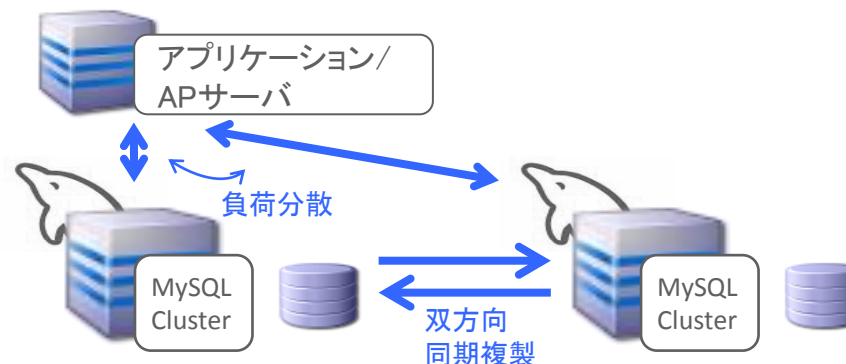 アプリケーション/
APサーバ
負荷分散
MySQL
Cluster
双方向
同期複製
MySQL
Cluster